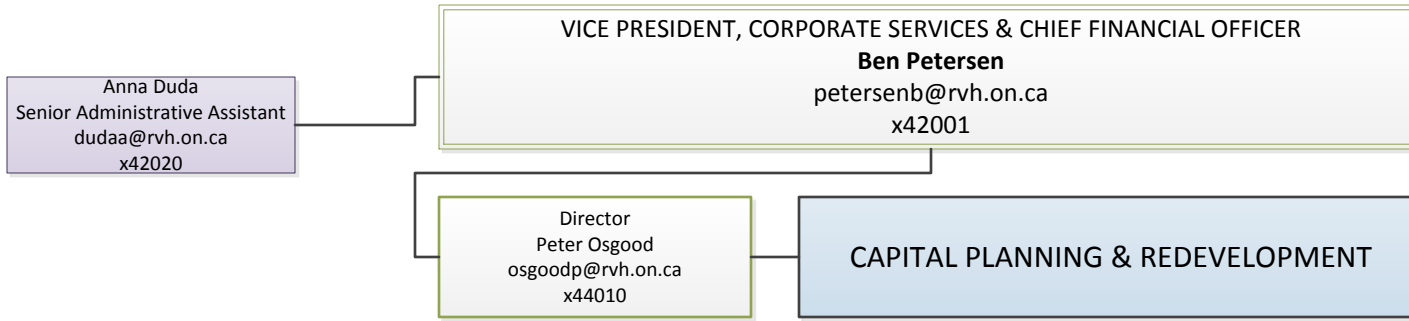 VICE PRESIDENT, CORPORATE SERVICES & CHIEF FINANCIAL OFFICER
Ben Petersen
petersenb@rvh.on.ca
x42001
Anna Duda
Senior Administrative Assistant
dudaa@rvh.on.ca
x42020
Director
Peter Osgood
osgoodp@rvh.on.ca
x44010
CAPITAL PLANNING & REDEVELOPMENT